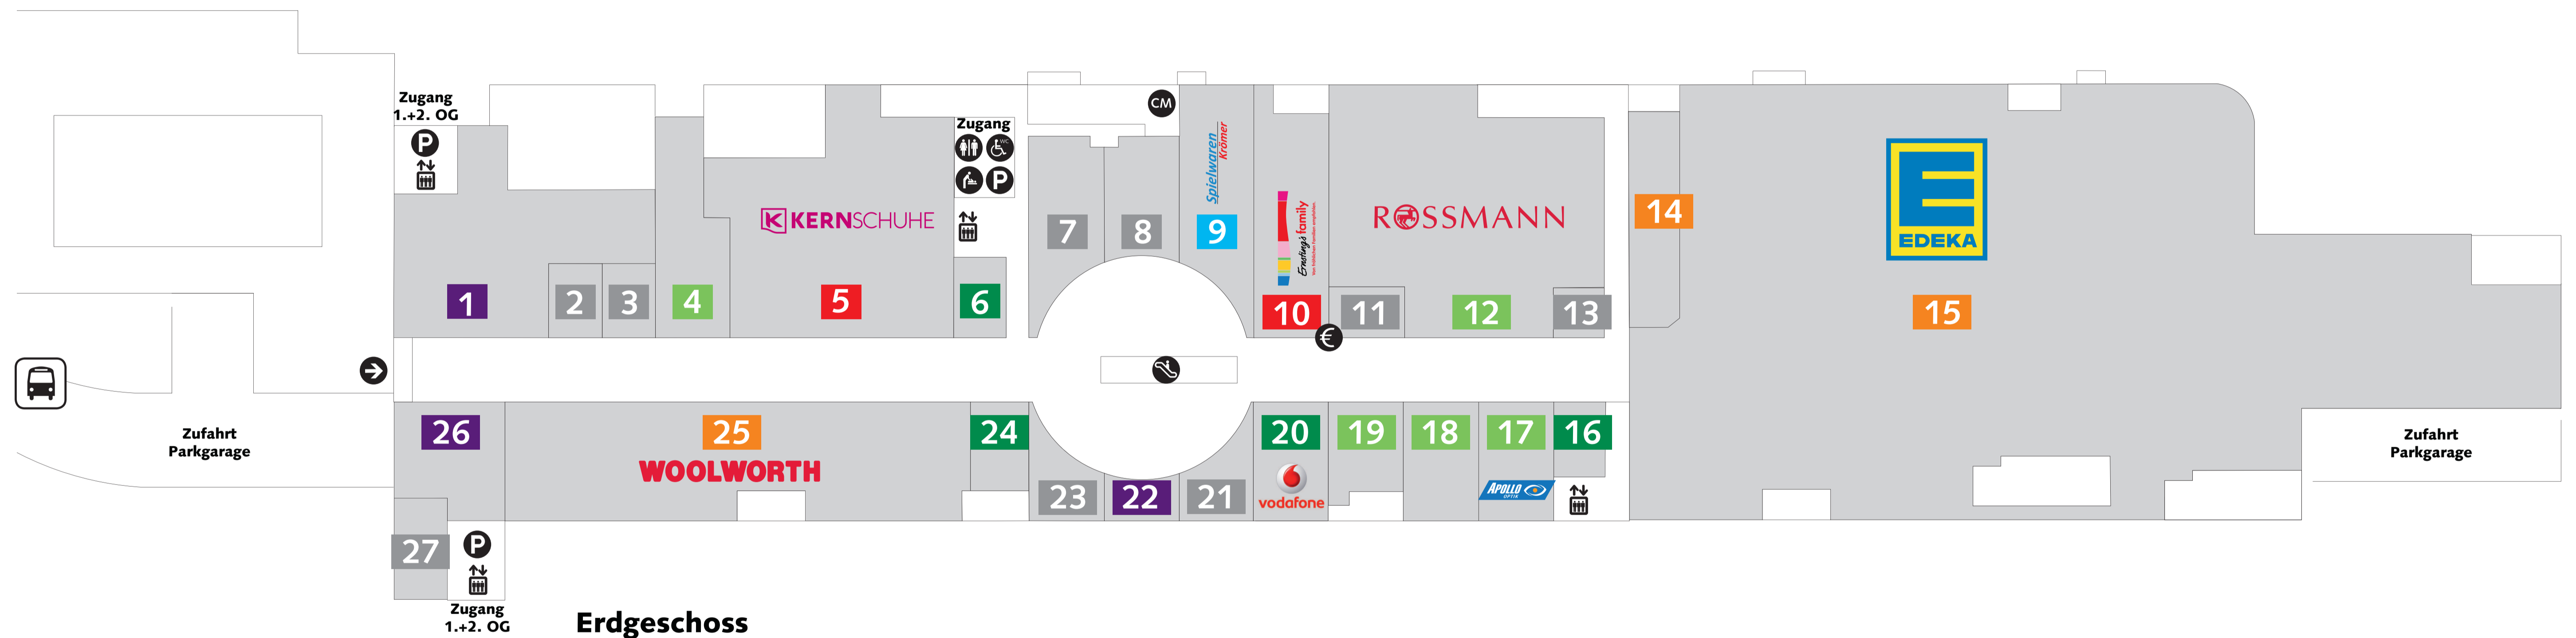 Zugang
1.+2. OG
P
Zugang
WC
P
CM
Spielwaren
Krömer
Ernsting's family
KERNSCHUHE
ROSSMANN
EDEKA
7
8
9
14
1
2
3
4
5
6
10
11
12
13
15
€
26
25
24
20
19
18
17
16
WOOLWORTH
vodafone
APOLLO
OPTIK
23
22
21
Zufahrt
Parkgarage
Zufahrt
Parkgarage
27
P
Zugang
1.+2. OG
Erdgeschoss